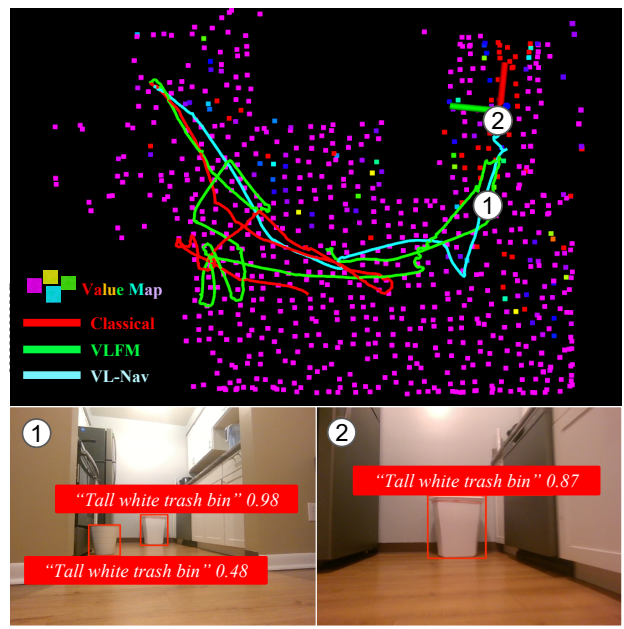 2
1
Value Map
Classical
VLFM
VL-Nav
1
"Tall white trash bin" 0.98
"Tall white trash bin" 0.48
2
"Tall white trash bin" 0.87